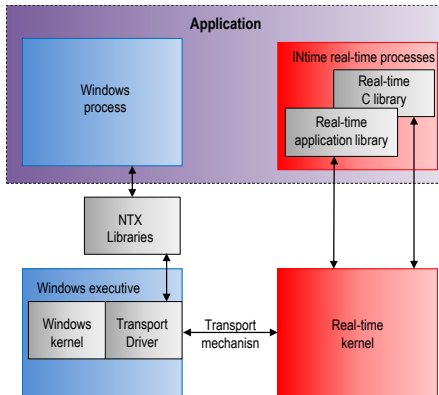 Application
Windows
process
INtime real-time processes
Real-time
C library
Real-time
application library
NTX
Libraries
Windows executive
Windows
kernel
Transport
Driver
Transport
mechanisn
Real-time
kernel